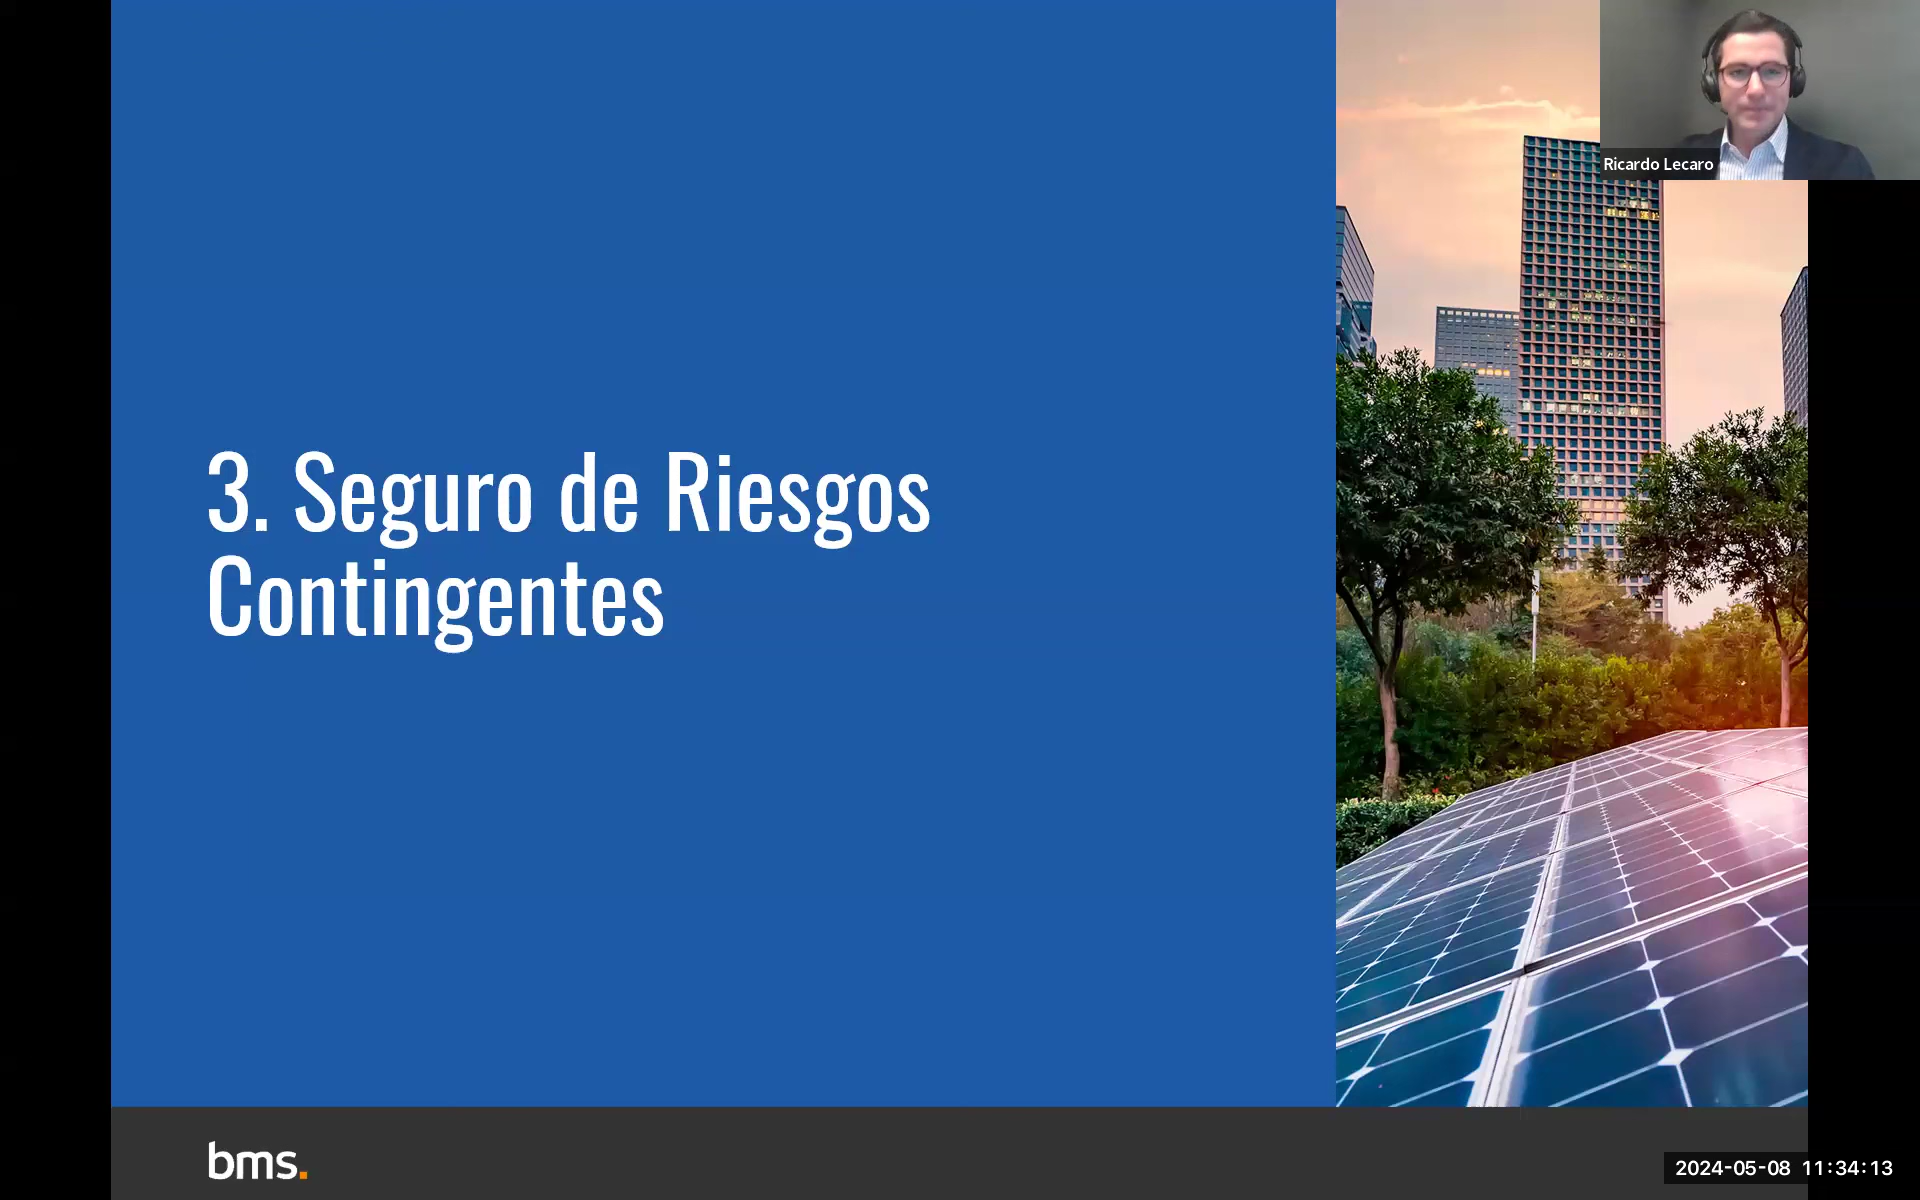 Ricardo Lecaro
3. Seguro de Riesgos
Contingentes
bms.
2024-05-08 11:34:13